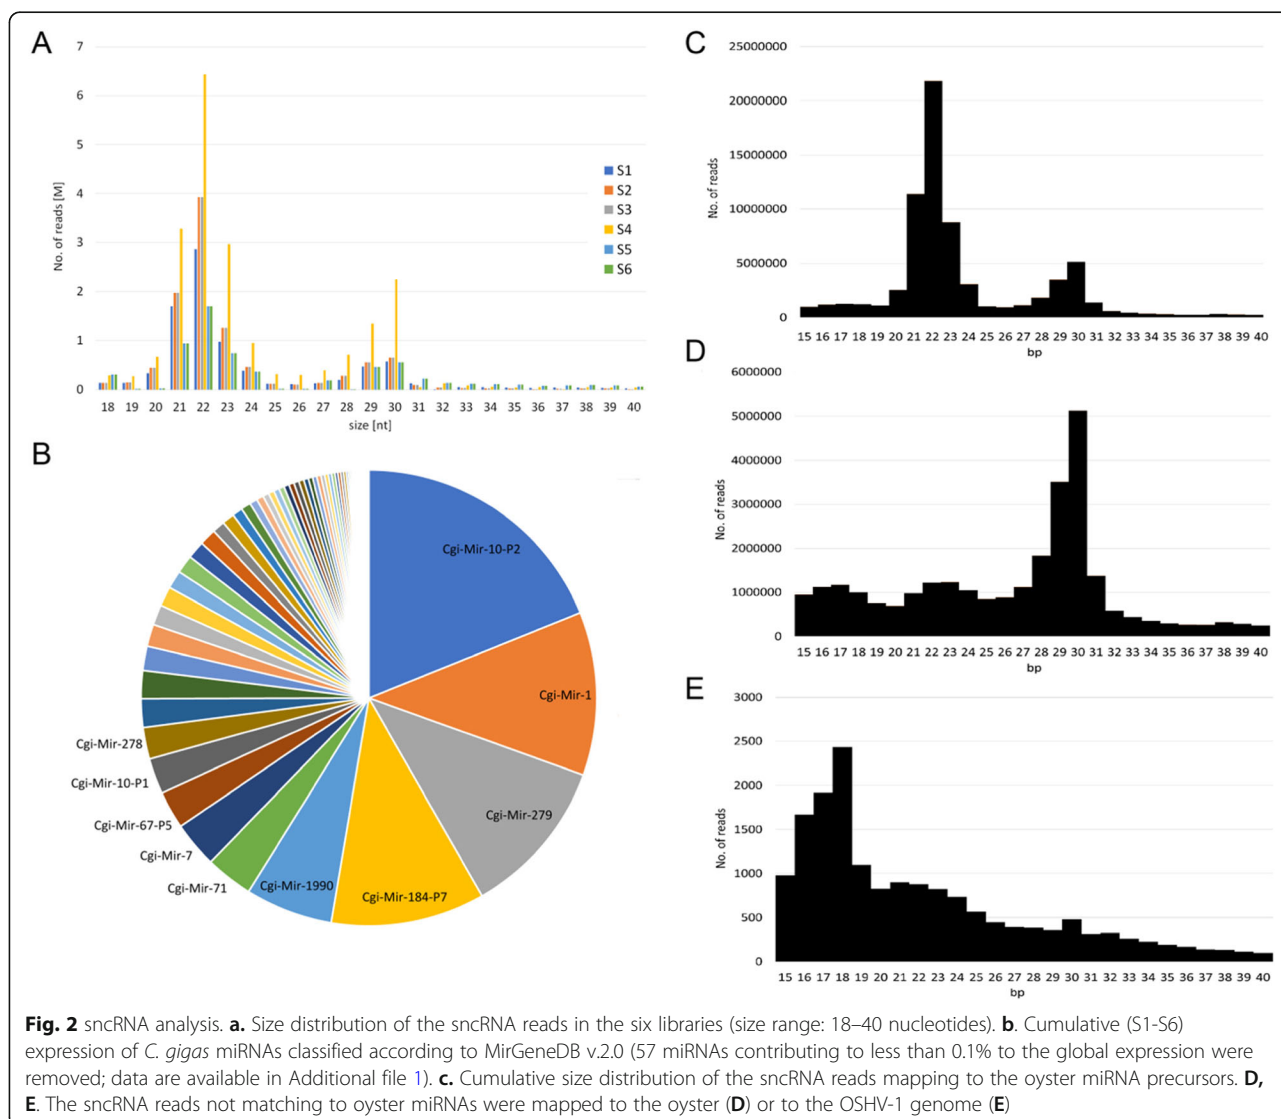 A
7
6
5
4
3
2
1
0
No. of reads [M]
18 19 20 21 22 23 24 25 26 27 28 29 30 31 32 33 34 35 36 37 38 39 40
size [nt]
S1
S2
S3
S4
S5
S6
B
Cgi-Mir-10-P2
Cgi-Mir-1
Cgi-Mir-279
Cgi-Mir-184-P7
Cgi-Mir-1990
Cgi-Mir-71
Cgi-Mir-7
Cgi-Mir-67-P5
Cgi-Mir-10-P1
Cgi-Mir-278
C
25000000
20000000
15000000
10000000
5000000
0
No. of reads
15 16 17 18 19 20 21 22 23 24 25 26 27 28 29 30 31 32 33 34 35 36 37 38 39 40
bp
D
6000000
5000000
4000000
3000000
2000000
1000000
0
No. of reads
15 16 17 18 19 20 21 22 23 24 25 26 27 28 29 30 31 32 33 34 35 36 37 38 39 40
bp
E
3000
2500
2000
1500
1000
500
0
No. of reads
15 16 17 18 19 20 21 22 23 24 25 26 27 28 29 30 31 32 33 34 35 36 37 38 39 40
bp
Fig. 2 sncRNA analysis. a. Size distribution of the sncRNA reads in the six libraries (size range: 18–40 nucleotides). b. Cumulative (S1-S6)
expression of C. gigas miRNAs classified according to MirGeneDB v.2.0 (57 miRNAs contributing to less than 0.1% to the global expression were
removed; data are available in Additional file 1). c. Cumulative size distribution of the sncRNA reads mapping to the oyster miRNA precursors. D,
E. The sncRNA reads not matching to oyster miRNAs were mapped to the oyster (D) or to the OSHV-1 genome (E)